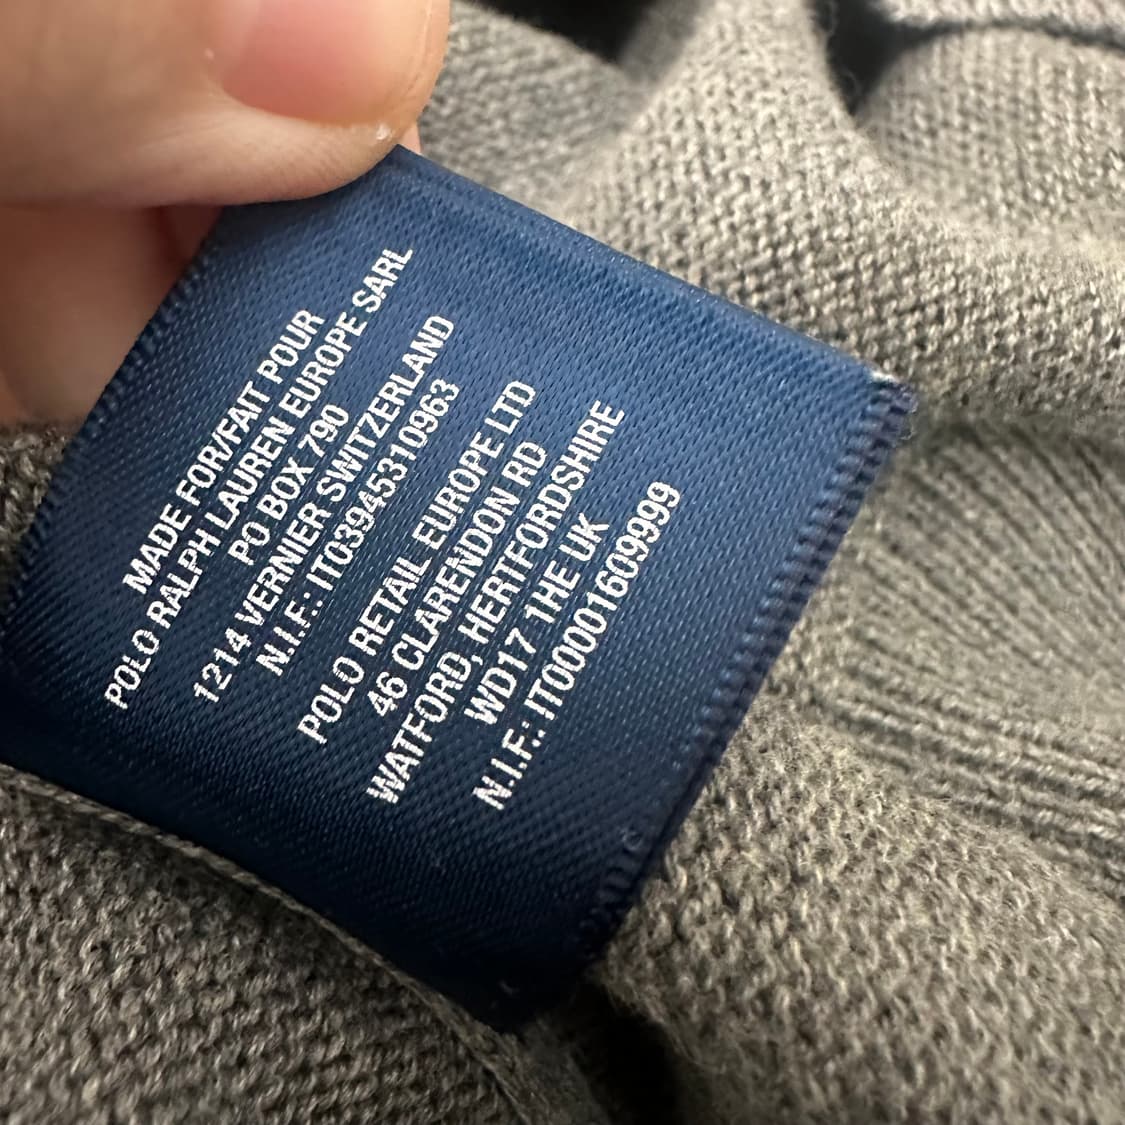 MADE FOR/FAIT POUR
POLO RALPH LAUREN EUROPE SARL
PO BOX 790
1214 VERNIER SWITZERLAND
N.I.F.: IT03945310963
POLO RETAIL EUROPE LTD
46 CLARENDON RD
WATFORD, HERTFORDSHIRE
WD17 1HE UK
N.I.F.: IT00001609999